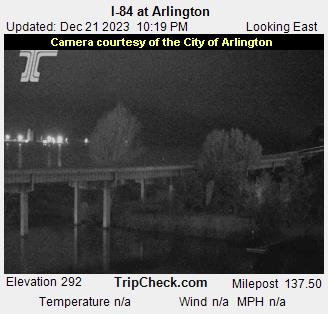 I-84 at Arlington
Updated: Dec 21 2023 10:19 PM Looking East
Camera courtesy of the City of Arlington
Elevation 292 TripCheck.com Milepost 137.50
Temperature n/a Wind n/a MPH n/a